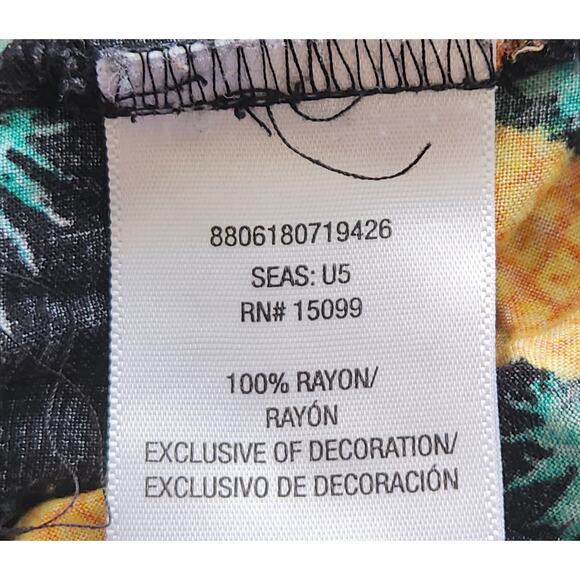 8806180719426
SEAS: U5
RN# 15099
100% RAYON/
RAYÓN
EXCLUSIVE OF DECORATION/
EXCLUSIVO DE DECORACIÓN